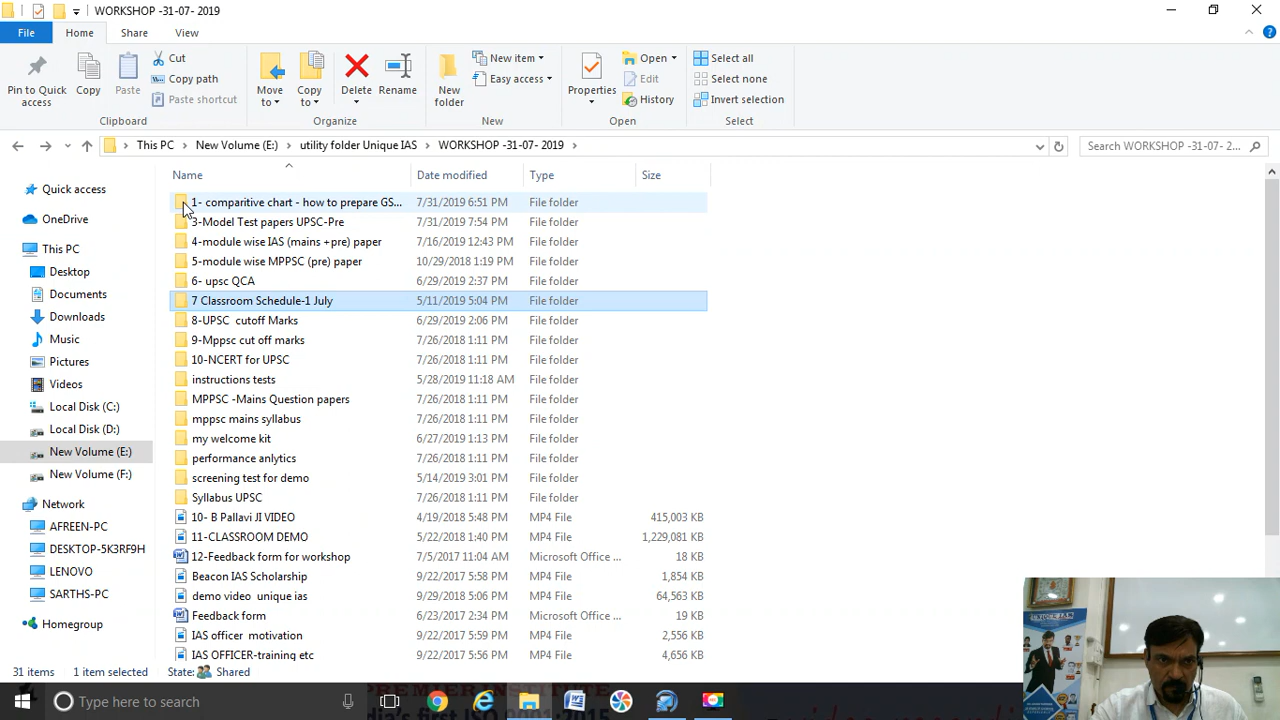 WORKSHOP -31-07- 2019
File Home Share View
Pin to Quick access
Copy
Paste
Cut
Copy path
Paste shortcut
Clipboard
Move to
Copy to
Delete
Rename
Organize
New folder
New item
Easy access
New
Properties
Open
Edit
History
Open
Select all
Select none
Invert selection
Select
This PC New Volume (E:) utility folder Unique IAS WORKSHOP -31-07- 2019
Search WORKSHOP -31-07- 2...
Name Date modified Type Size
Quick access
OneDrive
This PC
Desktop
Documents
Downloads
Music
Pictures
Videos
Local Disk (C:)
Local Disk (D:)
New Volume (E:)
New Volume (F:)
Network
AFREEN-PC
DESKTOP-5K3RF9H
LENOVO
SARTHS-PC
Homegroup
1- comparitive chart - how to prepare GS... 7/31/2019 6:51 PM File folder
3-Model Test papers UPSC-Pre 7/31/2019 7:54 PM File folder
4-module wise IAS (mains +pre) paper 7/16/2019 12:43 PM File folder
5-module wise MPPSC (pre) paper 10/29/2018 1:19 PM File folder
6- upsc QCA 6/29/2019 2:37 PM File folder
7 Classroom Schedule-1 July 5/11/2019 5:04 PM File folder
8-UPSC cutoff Marks 6/29/2019 2:06 PM File folder
9-Mppsc cut off marks 7/26/2018 1:11 PM File folder
10-NCERT for UPSC 7/26/2018 1:11 PM File folder
instructions tests 5/28/2019 11:18 AM File folder
MPPSC -Mains Question papers 7/26/2018 1:11 PM File folder
mppsc mains syllabus 7/26/2018 1:11 PM File folder
my welcome kit 6/27/2019 1:13 PM File folder
performance anlytics 7/26/2018 1:11 PM File folder
screening test for demo 5/14/2019 3:01 PM File folder
Syllabus UPSC 7/26/2018 1:11 PM File folder
10- B Pallavi JI VIDEO 4/19/2018 5:48 PM MP4 File 415,003 KB
11-CLASSROOM DEMO 5/22/2018 1:40 PM MP4 File 1,229,081 KB
12-Feedback form for workshop 7/5/2017 11:04 AM Microsoft Office ... 18 KB
Beacon IAS Scholarship 9/22/2017 5:58 PM MP4 File 1,854 KB
demo video unique ias 9/29/2018 5:06 PM MP4 File 64,563 KB
Feedback form 6/23/2017 2:34 PM Microsoft Office ... 19 KB
IAS officer motivation 9/22/2017 5:59 PM MP4 File 2,556 KB
IAS OFFICER-training etc 9/22/2017 5:56 PM MP4 File 4,656 KB
31 items 1 item selected State: Shared
Type here to search